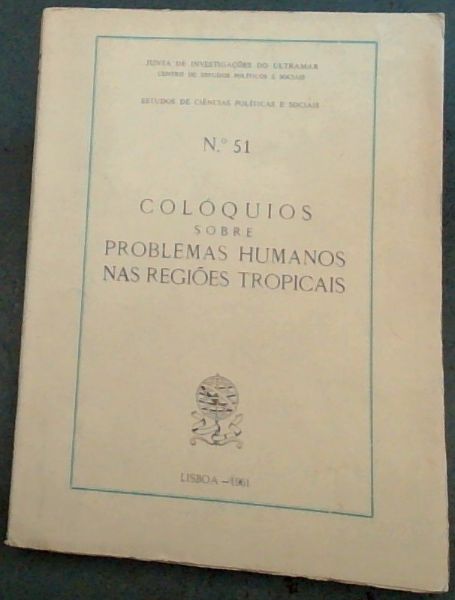 JUNTA DE INVESTIGAÇÕES DO ULTRAMAR
CENTRO DE ESTUDOS POLÍTICOS E SOCIAIS
ESTUDOS DE CIÊNCIAS POLÍTICAS E SOCIAIS
N.º 51
COLÓQUIOS
SOBRE
PROBLEMAS HUMANOS
NAS REGIÕES TROPICAIS
LISBOA — 1961